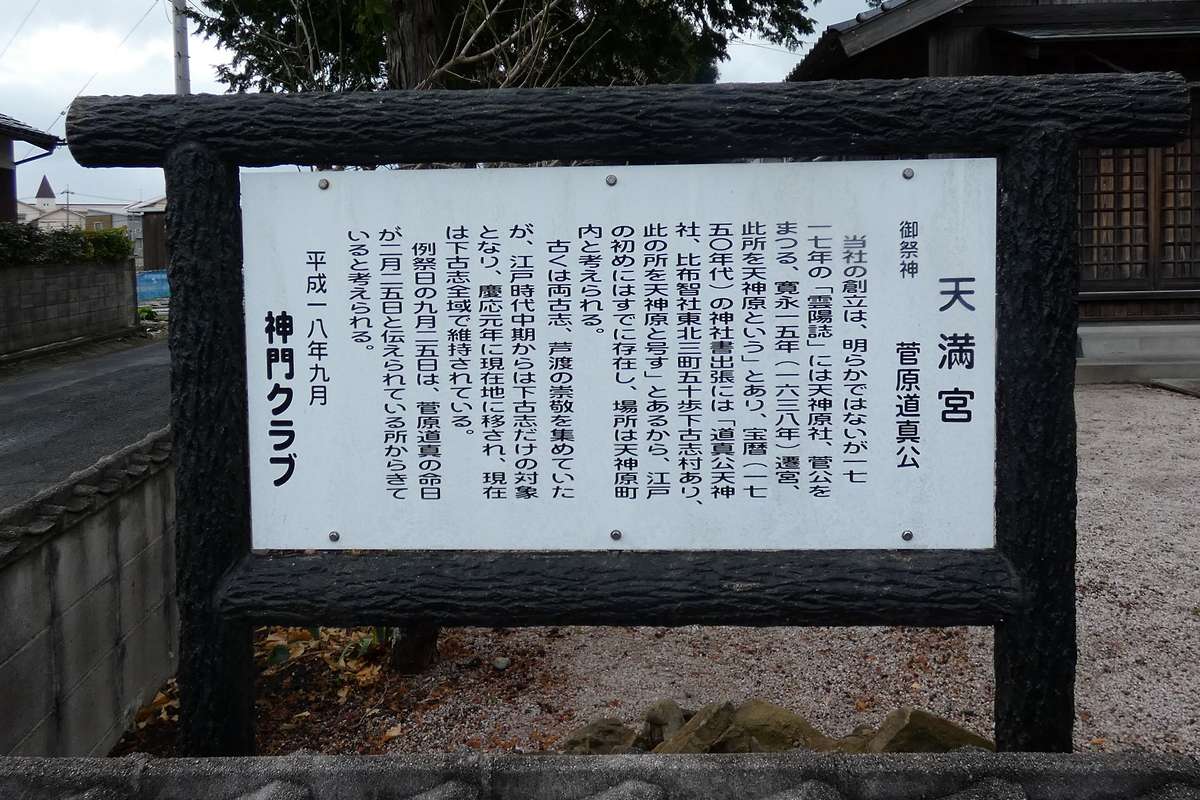 天満宮
御祭神　菅原道真公
当社の創立は、明らかではないが一七
一七年の「雲陽誌」には天神原社、菅公を
まつる、寛永一五年（一六三八年）遷宮、
此所を天神原という」とあり、宝暦（一七
五〇年代）の神社書出張には「道真公天神
社、比布智社東北三町五十歩下古志村あり、
此の所を天神原と号す」とあるから、江戸
の初めにはすでに存在し、場所は天神原町
内と考えられる。
古くは両古志、芦渡の崇敬を集めていた
が、江戸時代中期からは下古志だけの対象
となり、慶応元年に現在地に移され、現在
は下古志全域で維持されている。
例祭日の九月二五日は、菅原道真の命日
が二月二五日と伝えられている所からきて
いると考えられる。
平成一八年九月
神門クラブ